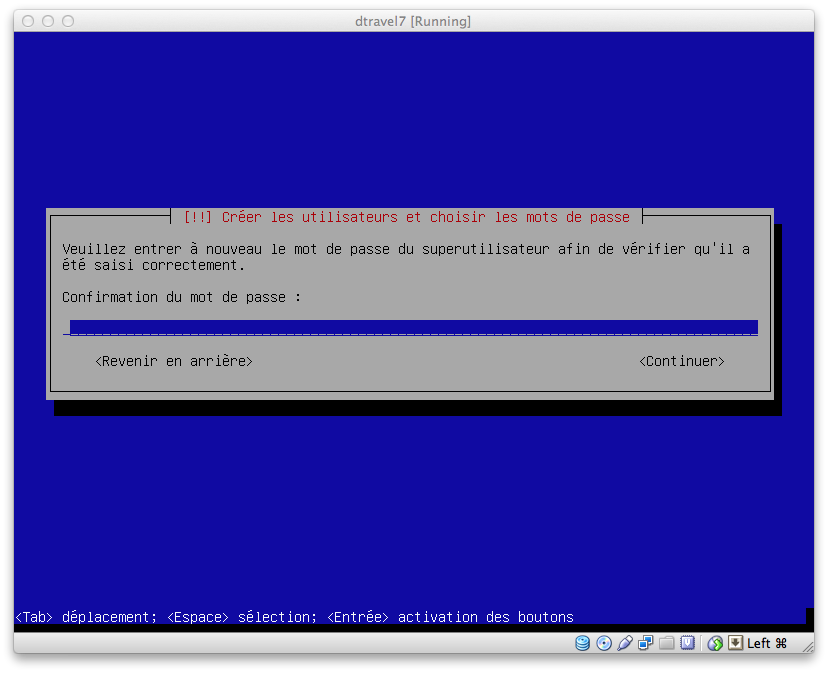 dtravel7 [Running]
[!!] Créer les utilisateurs et choisir les mots de passe
Veuillez entrer à nouveau le mot de passe du superutilisateur afin de vérifier qu'il a
été saisi correctement.
Confirmation du mot de passe :
<Revenir en arrière> <Continuer>
<Tab> déplacement; <Espace> sélection; <Entrée> activation des boutons
Left ⌘